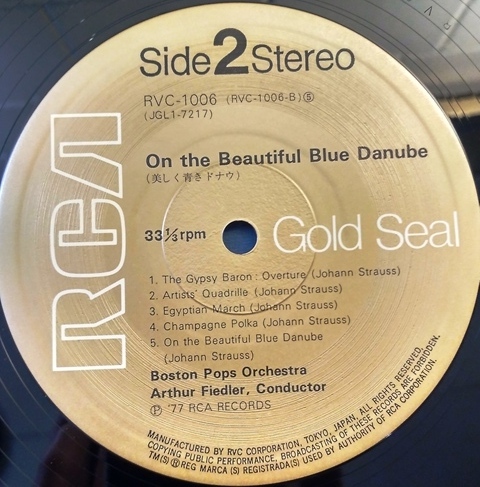 Side 2 Stereo
RVC-1006 (RVC-1006-B) Ⓢ
(JGL1-7217)
On the Beautiful Blue Danube
(美しく青きドナウ)
33⅓ rpm
RCA
Gold Seal
1. The Gypsy Baron : Overture (Johann Strauss)
2. Artists' Quadrille (Johann Strauss)
3. Egyptian March (Johann Strauss)
4. Champagne Polka (Johann Strauss)
5. On the Beautiful Blue Danube
(Johann Strauss)
Boston Pops Orchestra
Arthur Fiedler, Conductor
Ⓟ '77 RCA RECORDS
MANUFACTURED BY RVC CORPORATION, TOKYO, JAPAN, ALL RIGHTS RESERVED,
COPYING PUBLIC PERFORMANCE, BROADCASTING OF THESE RECORDS ARE FORBIDDEN.
TM(S) ® REG MARCA(S) REGISTRADA(S) USED BY AUTHORITY OF RCA CORPORATION.